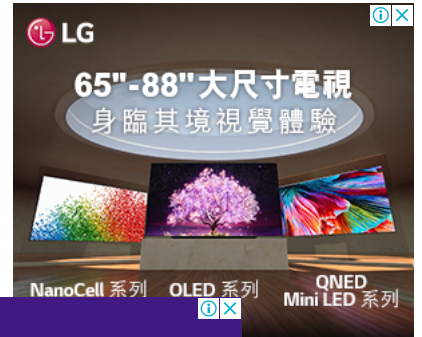 LG
65"-88"大尺寸電視
身臨其境視覺體驗
NanoCell 系列
OLED 系列
QNED
Mini LED 系列